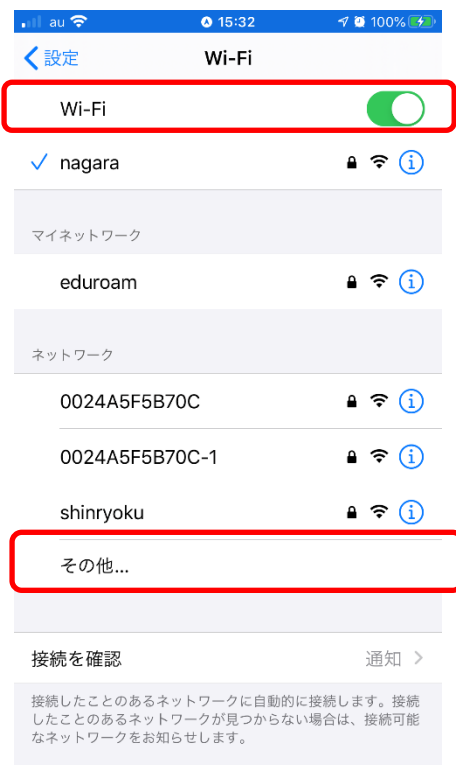 au 15:32 100%
設定 Wi-Fi
Wi-Fi
nagara
マイネットワーク
eduroam
ネットワーク
0024A5F5B70C
0024A5F5B70C-1
shinryoku
その他...
接続を確認 通知
接続したことのあるネットワークに自動的に接続します。接続
したことのあるネットワークが見つからない場合は、接続可能
なネットワークをお知らせします。